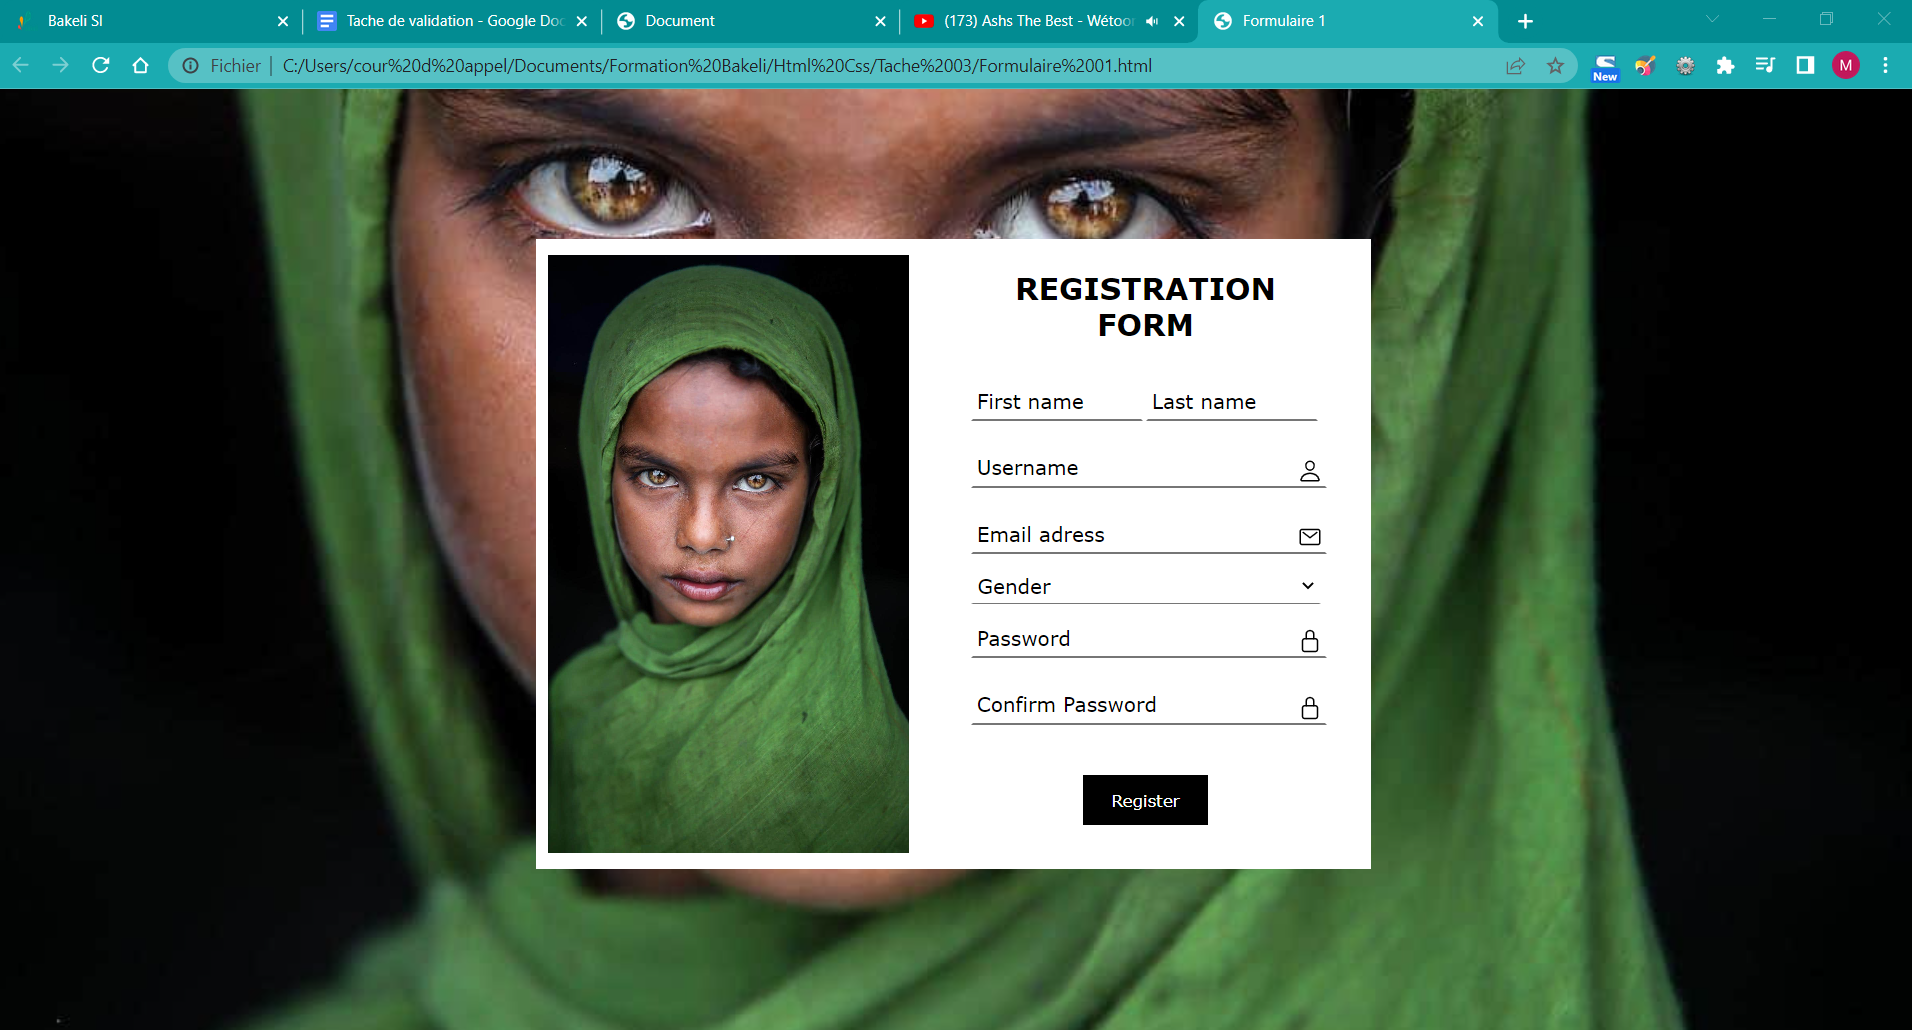 Bakeli SI
Tache de validation - Google Doc
Document
(173) Ashs The Best - Wétoor
Formulaire 1
Fichier
C:/Users/cour%20d%20appel/Documents/Formation%20Bakeli/Html%20Css/Tache%2003/Formulaire%2001.html
S
New
M
REGISTRATION
FORM
First name
Last name
Username
Email adress
Gender
Password
Confirm Password
Register